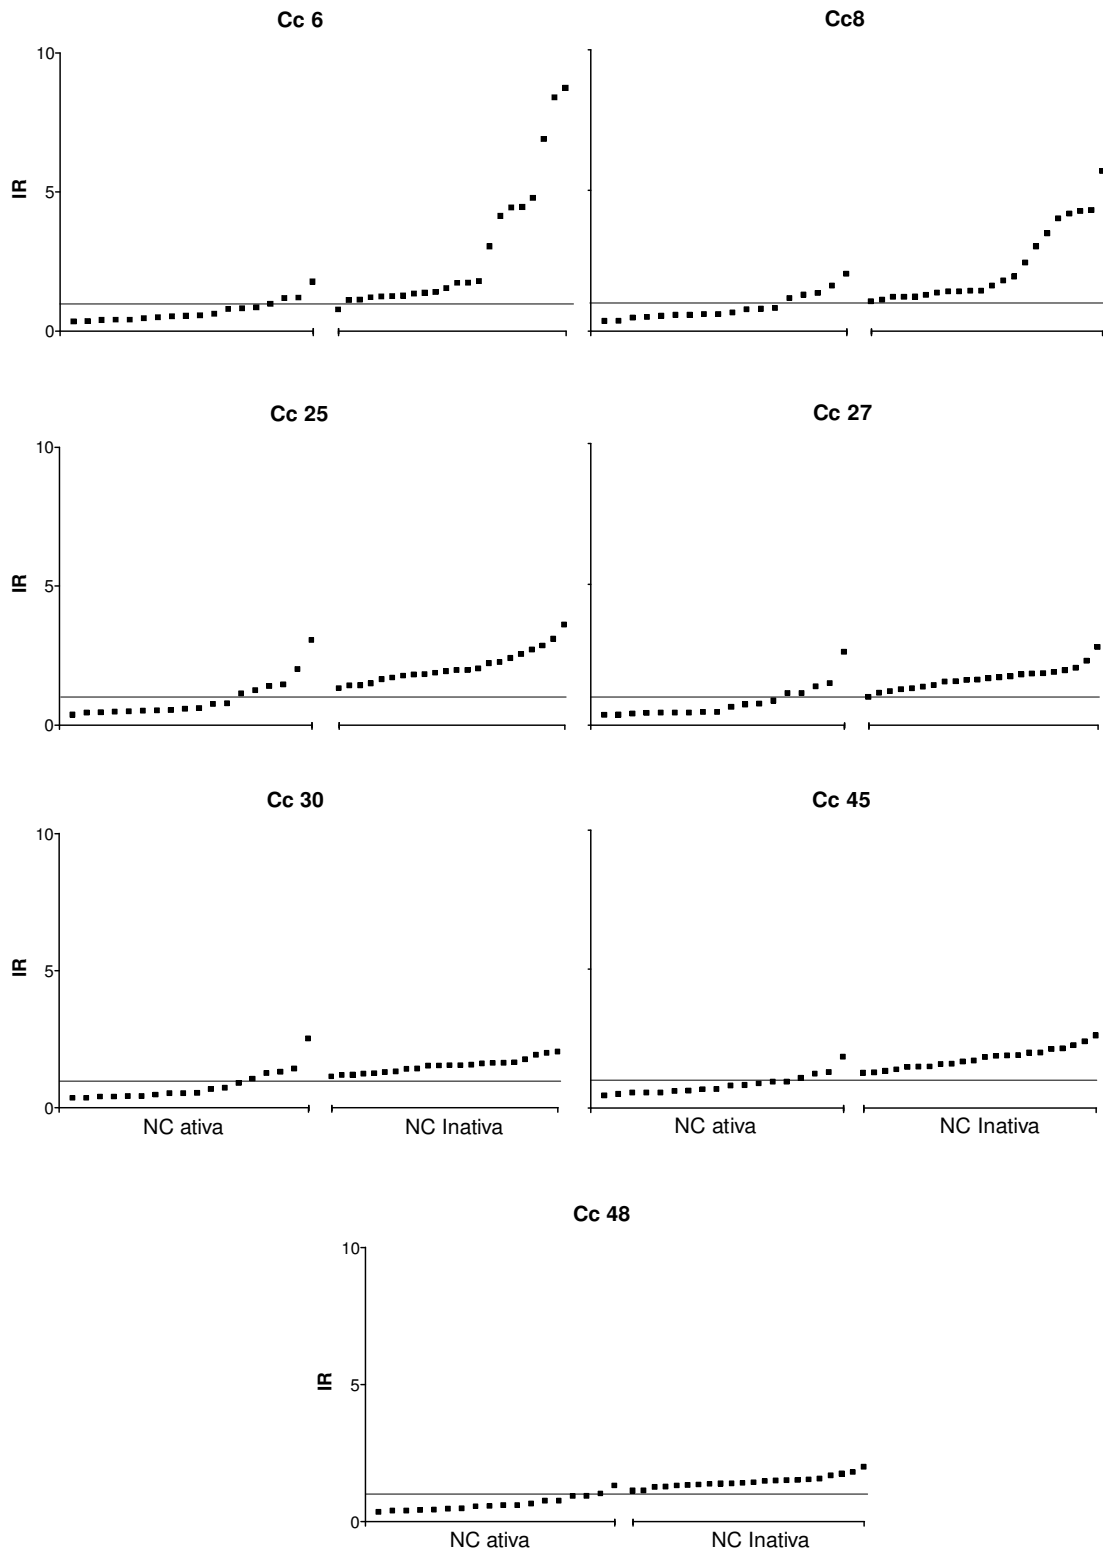 Cc 6
Cc8
10
5
0
IR
Cc 25
Cc 27
10
5
0
IR
Cc 30
Cc 45
10
5
0
IR
NC ativa
NC Inativa
NC ativa
NC Inativa
Cc 48
10
5
0
IR
NC ativa
NC Inativa